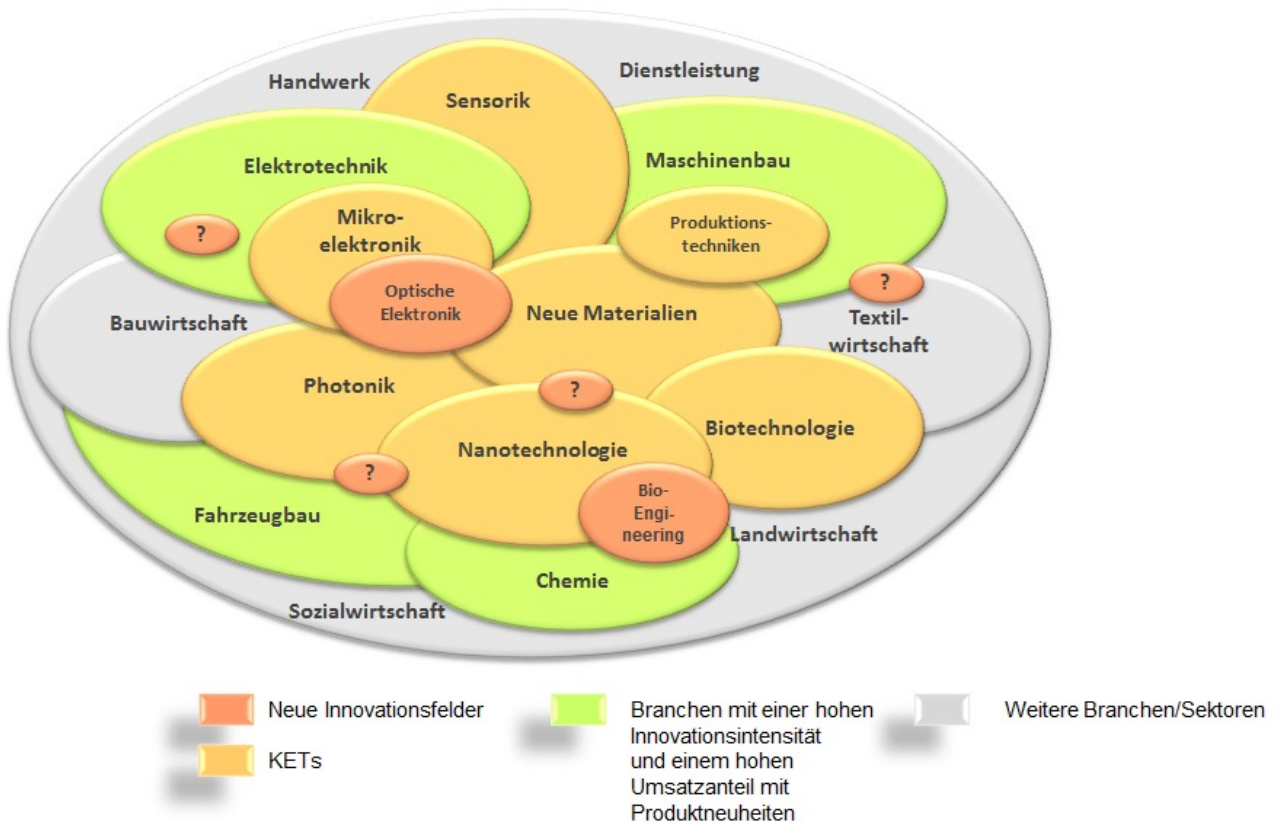 Handwerk
Dienstleistung
Sensorik
Elektrotechnik
Maschinenbau
Mikro-
elektronik
Produktions-
techniken
?
?
Optische
Elektronik
Neue Materialien
Bauwirtschaft
Textil-
wirtschaft
Photonik
?
Biotechnologie
Nanotechnologie
?
Bio-
Engi-
neering
Fahrzeugbau
Landwirtschaft
Chemie
Sozialwirtschaft
Neue Innovationsfelder
KETs
Branchen mit einer hohen
Innovationsintensität
und einem hohen
Umsatzanteil mit
Produktneuheiten
Weitere Branchen/Sektoren